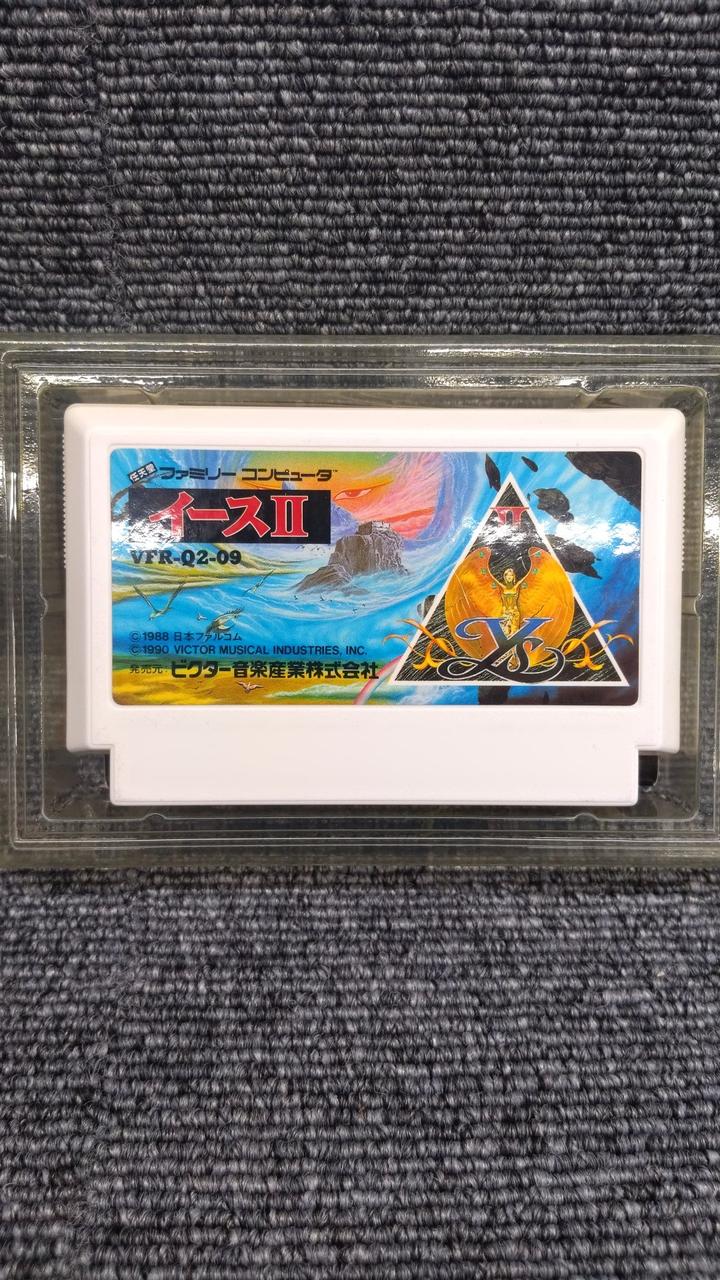 任天堂 ファミリー コンピュータ™
イースII
VFR-Q2-09
©1988 日本ファルコム
©1990 VICTOR MUSICAL INDUSTRIES, INC.
発売元・ビクター音楽産業株式会社
II
Ys